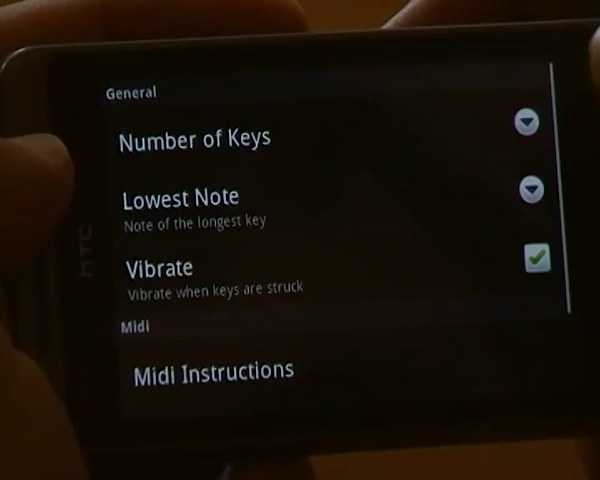 General
Number of Keys
Lowest Note
Note of the longest key
Vibrate
Vibrate when keys are struck
Midi
Midi Instructions
hTC